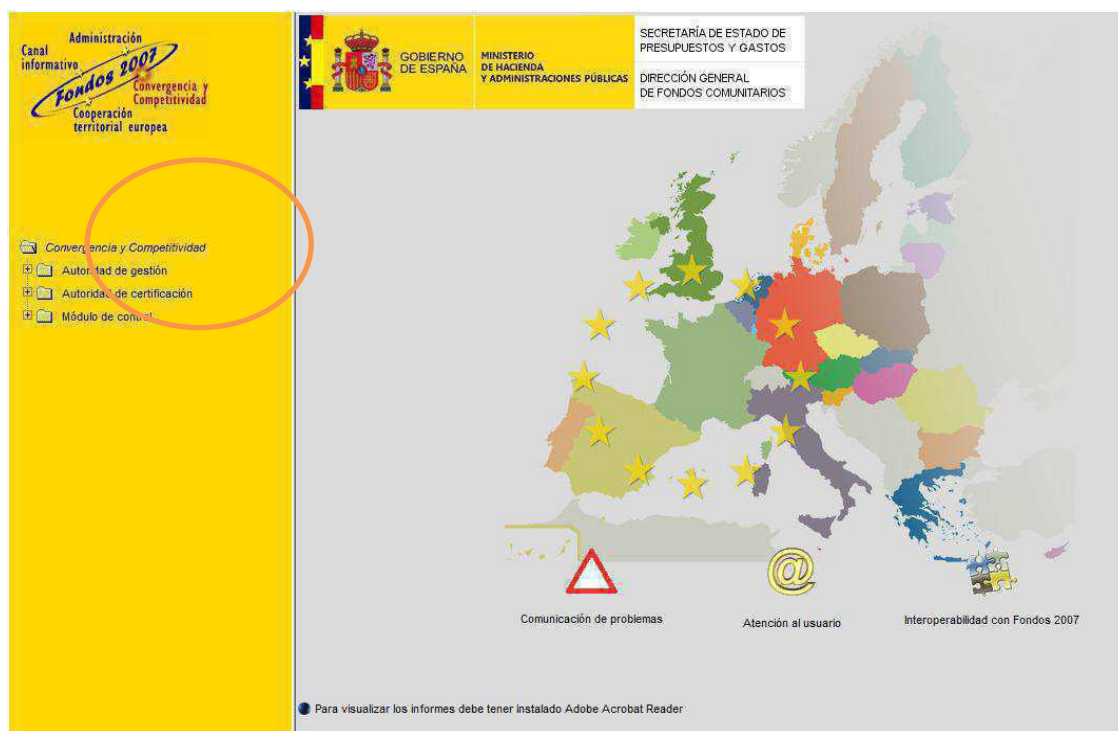 Administración
Canal
informativo
Fondos 2007
Convergencia y
Competitividad
Cooperación
territorial europea
Convergencia y Competitividad
Autoridad de gestión
Autoridad de certificación
Módulo de control
GOBIERNO
DE ESPAÑA
MINISTERIO
DE HACIENDA
Y ADMINISTRACIONES PÚBLICAS
SECRETARÍA DE ESTADO DE
PRESUPUESTOS Y GASTOS
DIRECCIÓN GENERAL
DE FONDOS COMUNITARIOS
@
Comunicación de problemas
Atención al usuario
Interoperabilidad con Fondos 2007
Para visualizar los informes debe tener instalado Adobe Acrobat Reader